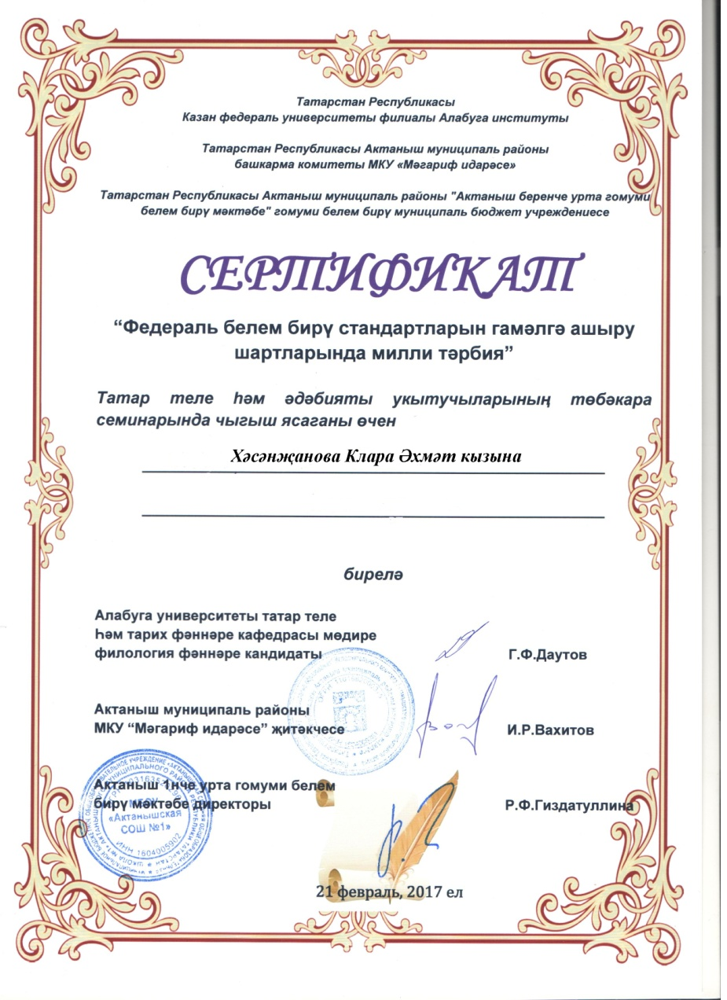 Татарстан Республикасы
Казан федераль университеты филиалы Алабуга институты
Татарстан Республикасы Актаныш муниципаль районы
башкарма комитеты МКУ «Мәгариф идарәсе»
Татарстан Республикасы Актаныш муниципаль районы "Актаныш беренче урта гомуми
белем бирү мәктәбе" гомуми белем бирү муниципаль бюджет учреждениесе
СЕРТИФИКАТ
“Федераль белем бирү стандартларын гамәлгә ашыру
шартларында милли тәрбия”
Татар теле һәм әдәбияты укытучыларының төбәкара
семинарында чыгыш ясаганы өчен
Хәсәнҗанова Клара Әхмәт кызына
бирелә
Алабуга университеты татар теле
Һәм тарих фәннәре кафедрасы мөдире
филология фәннәре кандидаты
Г.Ф.Даутов
Актаныш муниципаль районы
МКУ “Мәгариф идарәсе” җитәкчесе
И.Р.Вахитов
Актаныш 1нче урта гомуми белем
бирү мәктәбе директоры
Р.Ф.Гиздатуллина
МБОУ
«Актанышская
СОШ №1»
ИНН 1604005902
21 февраль, 2017 ел